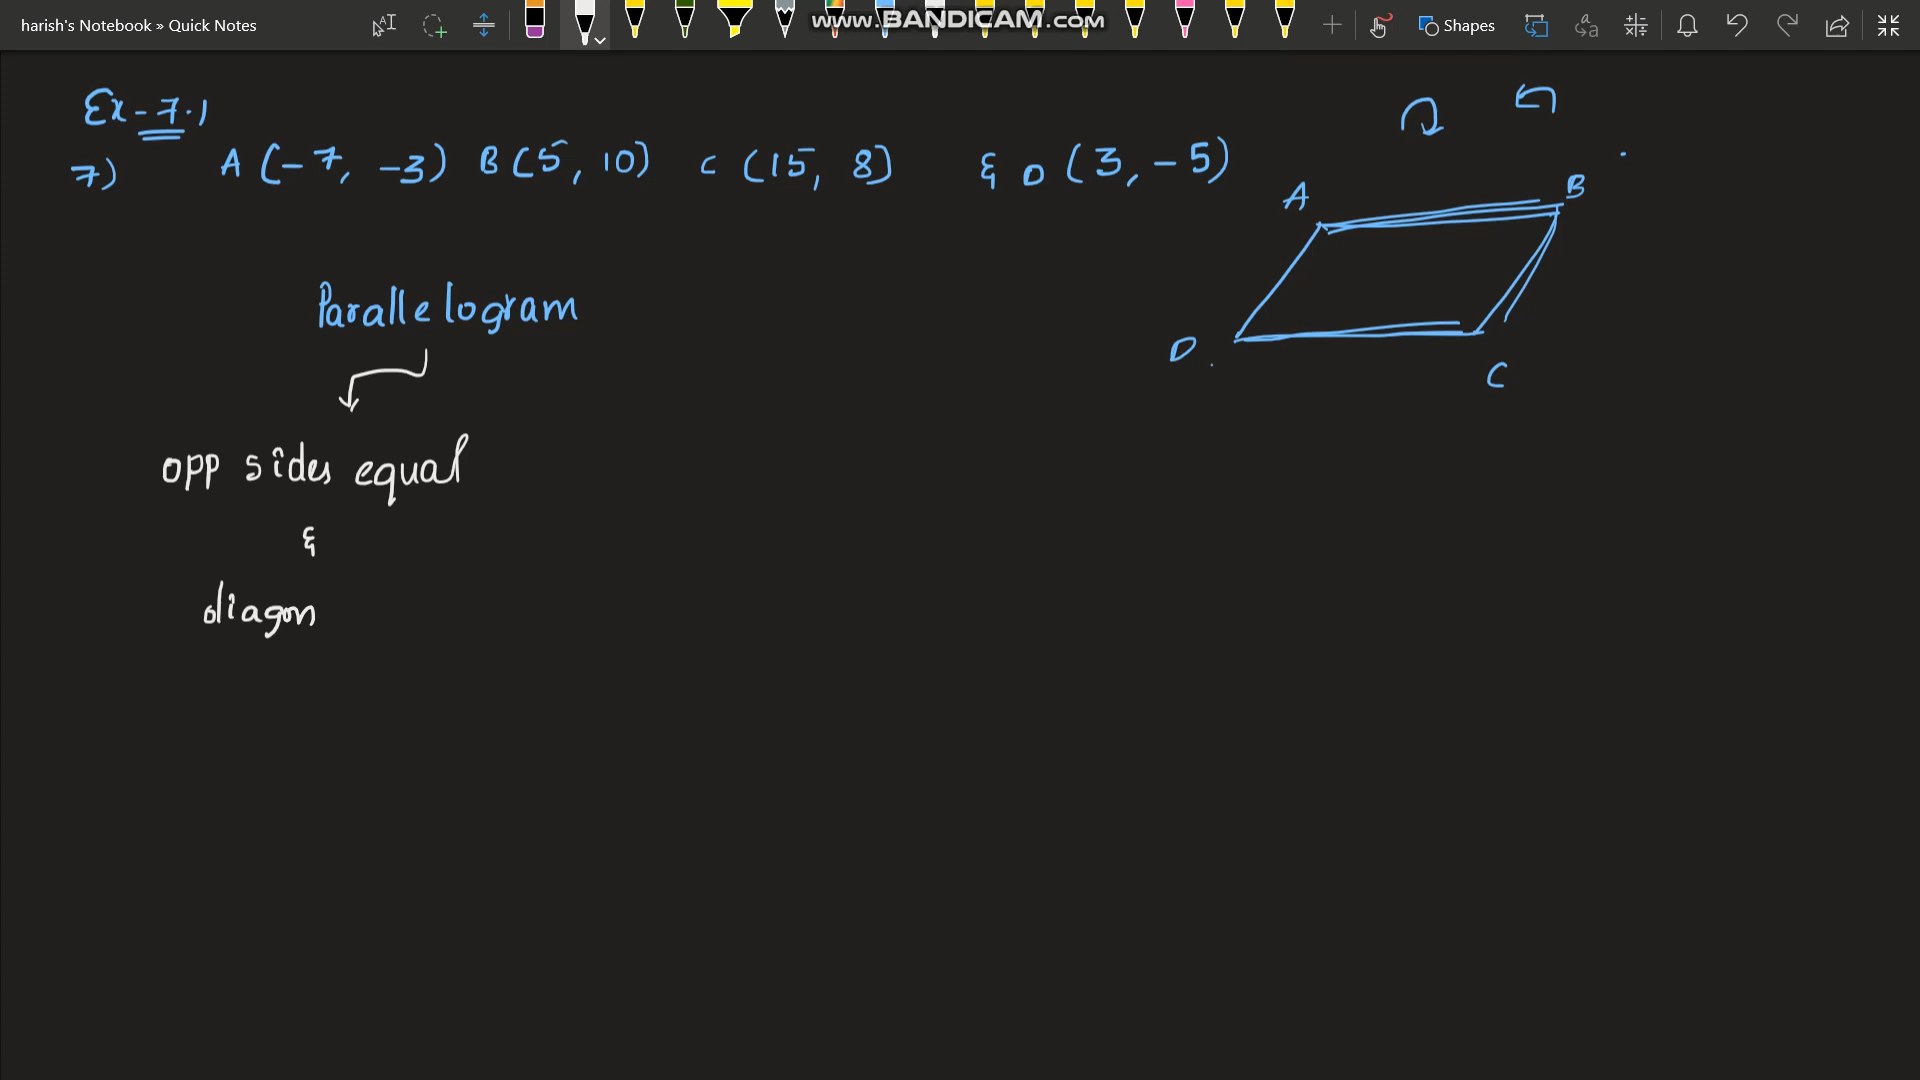 harish's Notebook » Quick Notes
www.BANDICAM.com
Shapes
Ex-7.1
7) A (-7, -3) B (5, 10) C (15, 8) & D (3, -5)
A
B
Parallelogram
D
C
opp sides equal
&
diagon